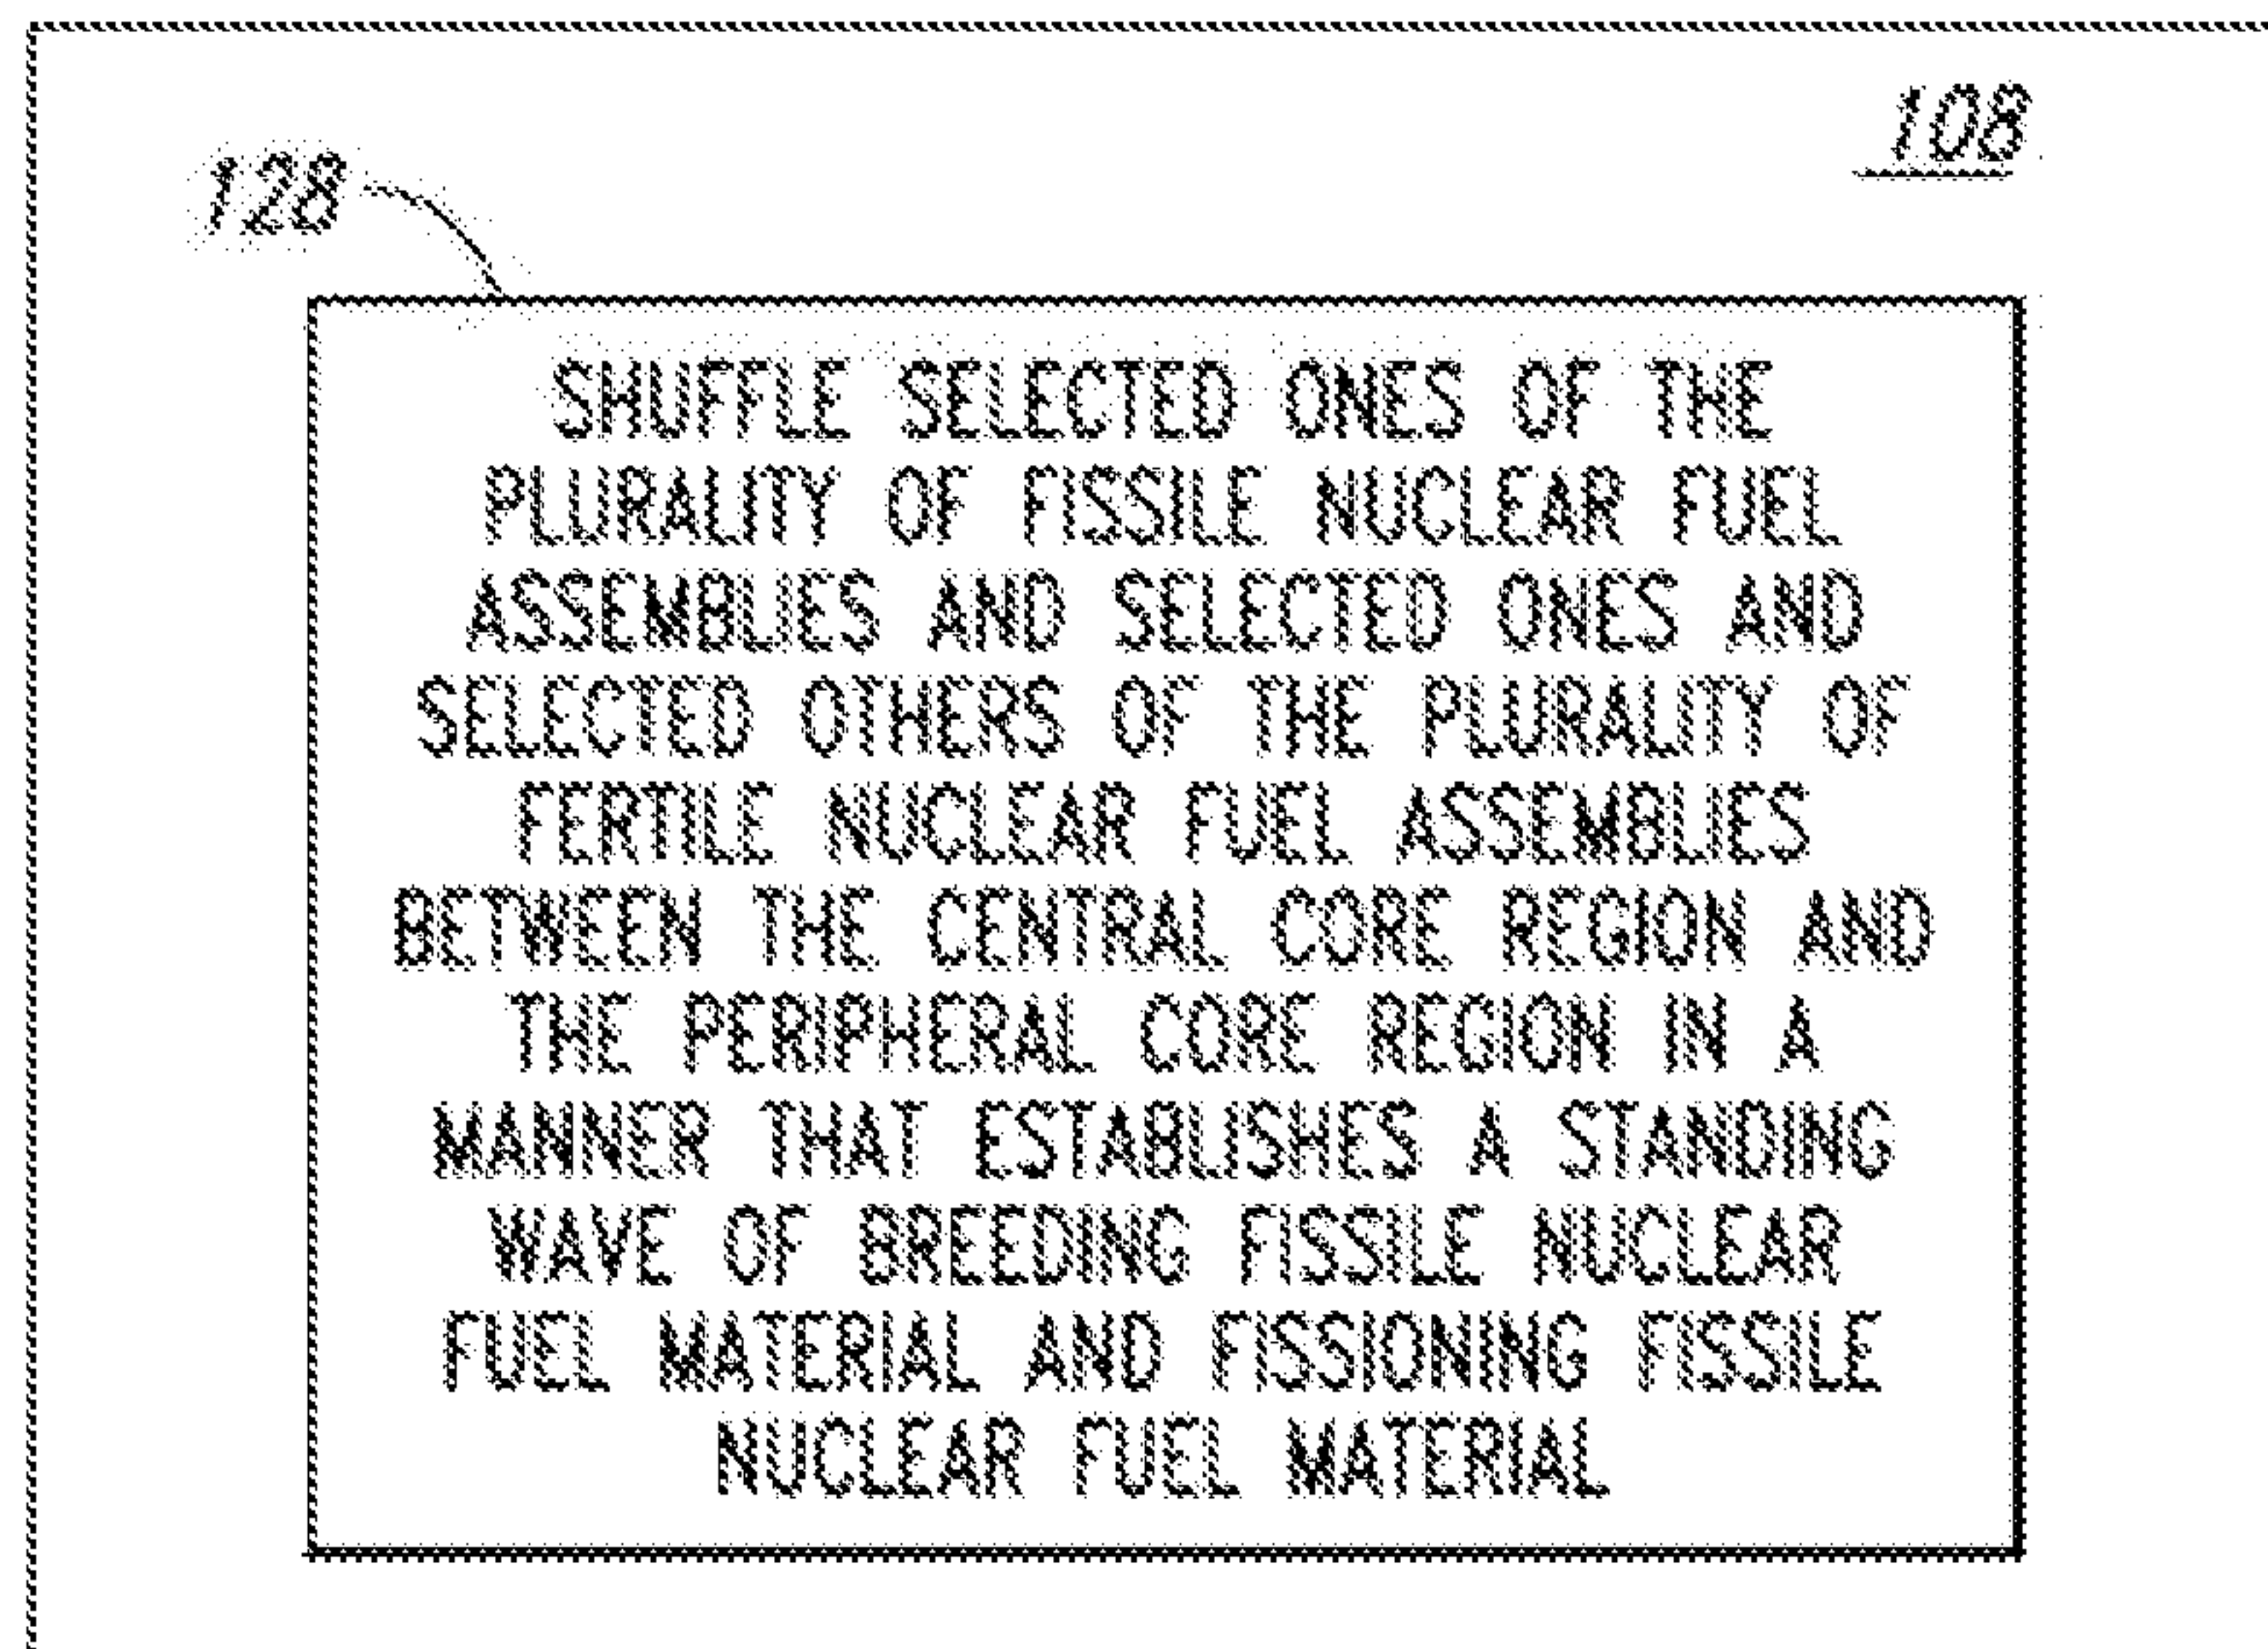 108
128
SHUFFLE SELECTED ONES OF THE
PLURALITY OF FISSILE NUCLEAR FUEL
ASSEMBLIES AND SELECTED ONES AND
SELECTED OTHERS OF THE PLURALITY OF
FERTILE NUCLEAR FUEL ASSEMBLIES
BETWEEN THE CENTRAL CORE REGION AND
THE PERIPHERAL CORE REGION IN A
MANNER THAT ESTABLISHES A STANDING
WAVE OF BREEDING FISSILE NUCLEAR
FUEL MATERIAL AND FISSIONING FISSILE
NUCLEAR FUEL MATERIAL